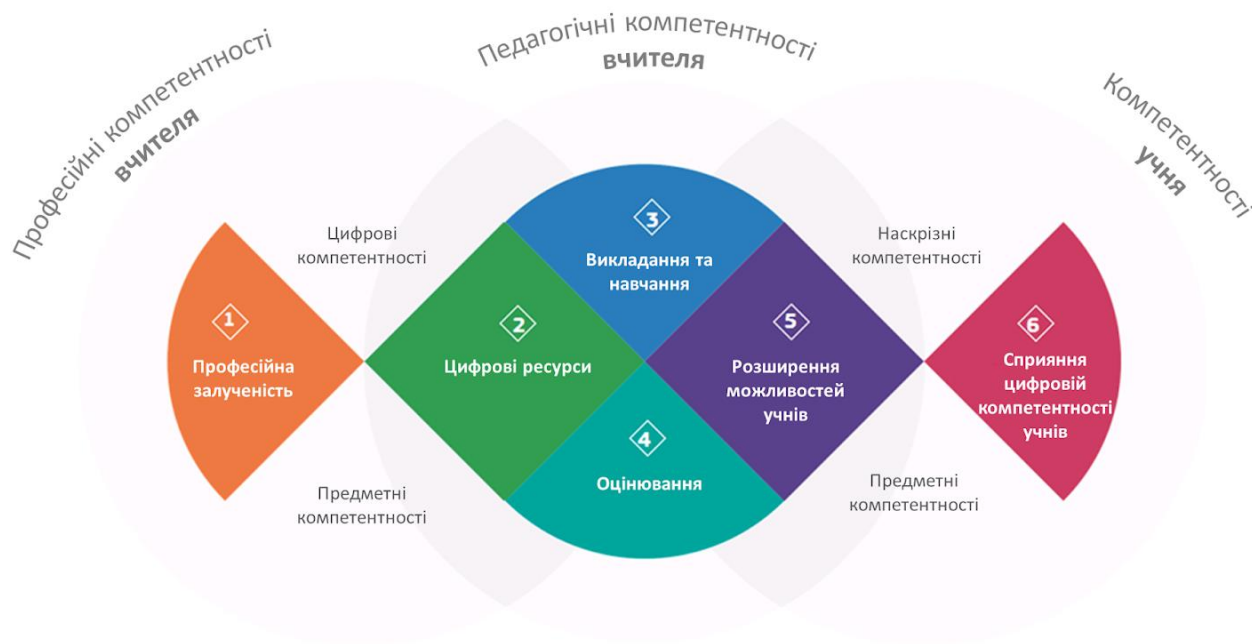 Професійні компетентності
вчителя
Педагогічні компетентності
вчителя
Компетентності
учня
1
Професійна
залученість
Цифрові
компетентності
Предметні
компетентності
2
Цифрові ресурси
3
Викладання та
навчання
4
Оцінювання
5
Розширення
можливостей
учнів
Наскрізні
компетентності
Предметні
компетентності
6
Сприяння
цифровій
компетентності
учнів